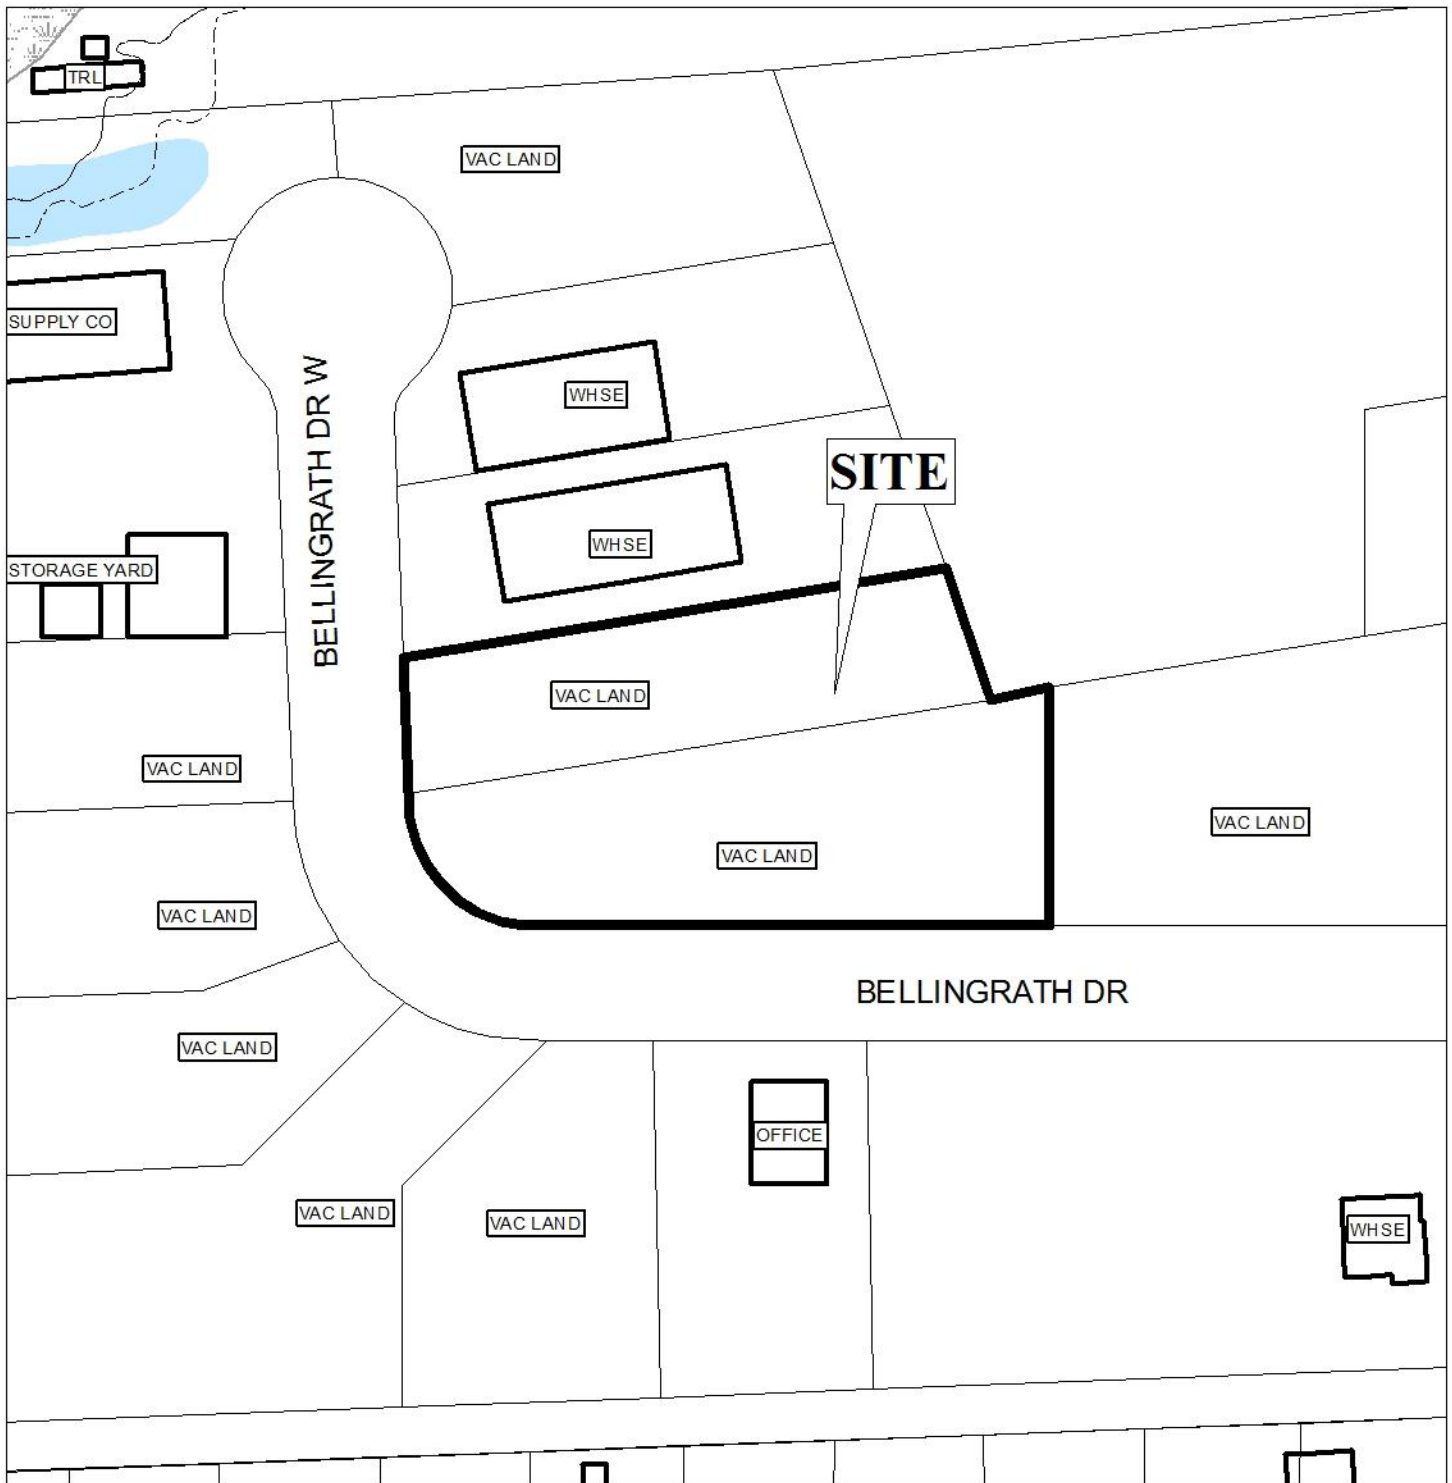 TRL
VAC LAND
SUPPLY CO
BELLINGRATH DR W
WHSE
SITE
WHSE
STORAGE YARD
VAC LAND
VAC LAND
VAC LAND
VAC LAND
VAC LAND
BELLINGRATH DR
VAC LAND
OFFICE
VAC LAND
VAC LAND
WHSE